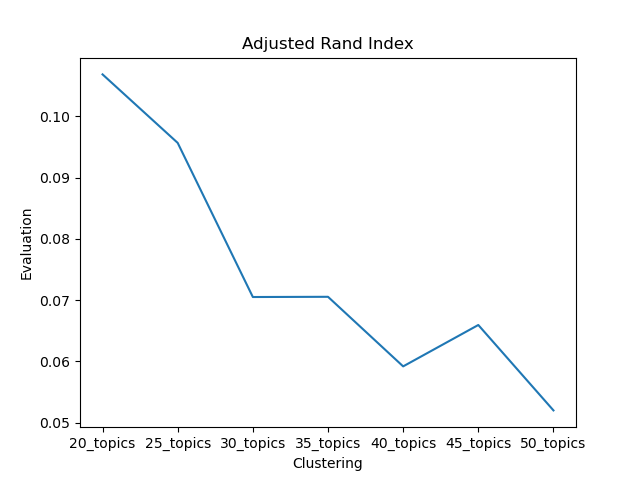 Adjusted Rand Index
0.10
0.09
0.08
0.07
0.06
0.05
Evaluation
20_topics 25_topics 30_topics 35_topics 40_topics 45_topics 50_topics
Clustering